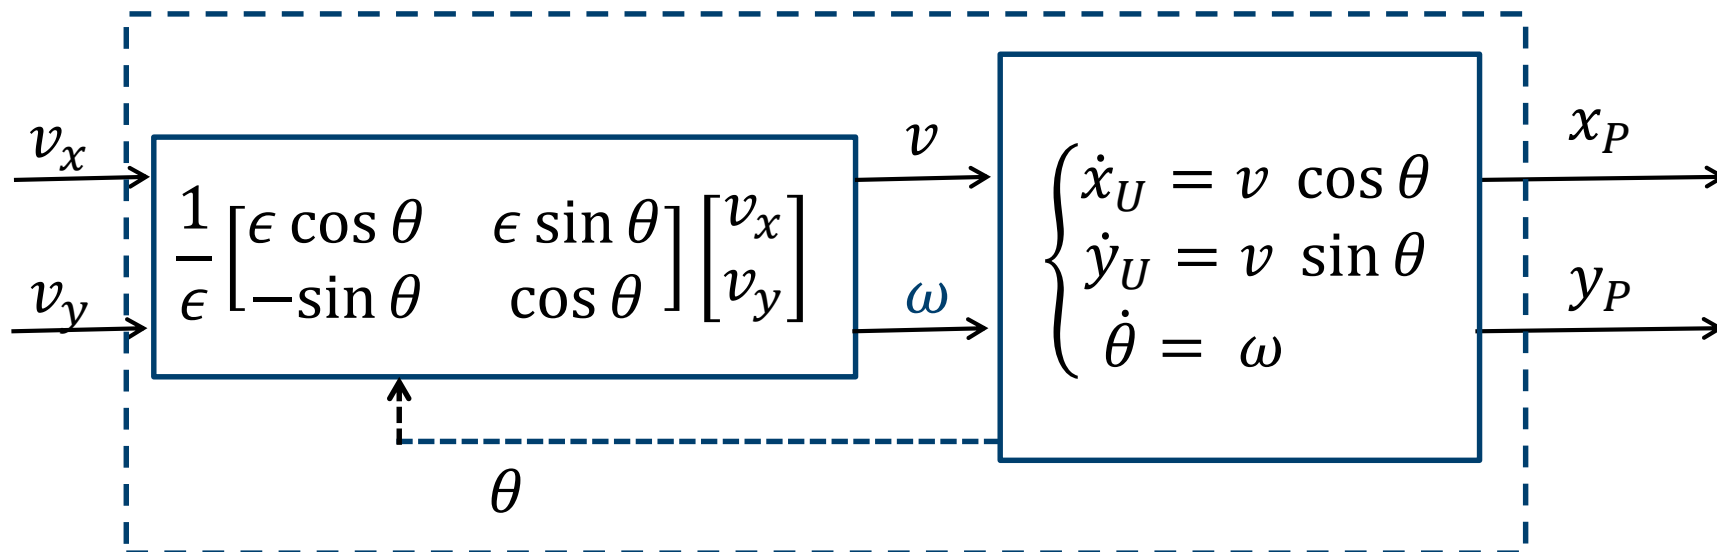 v_x
v_y
1/ϵ [ϵ cos θ  ϵ sin θ; −sin θ  cos θ] [v_x; v_y]
v
ω
θ
ẋ_U = v cos θ
ẏ_U = v sin θ
θ̇ = ω
x_P
y_P